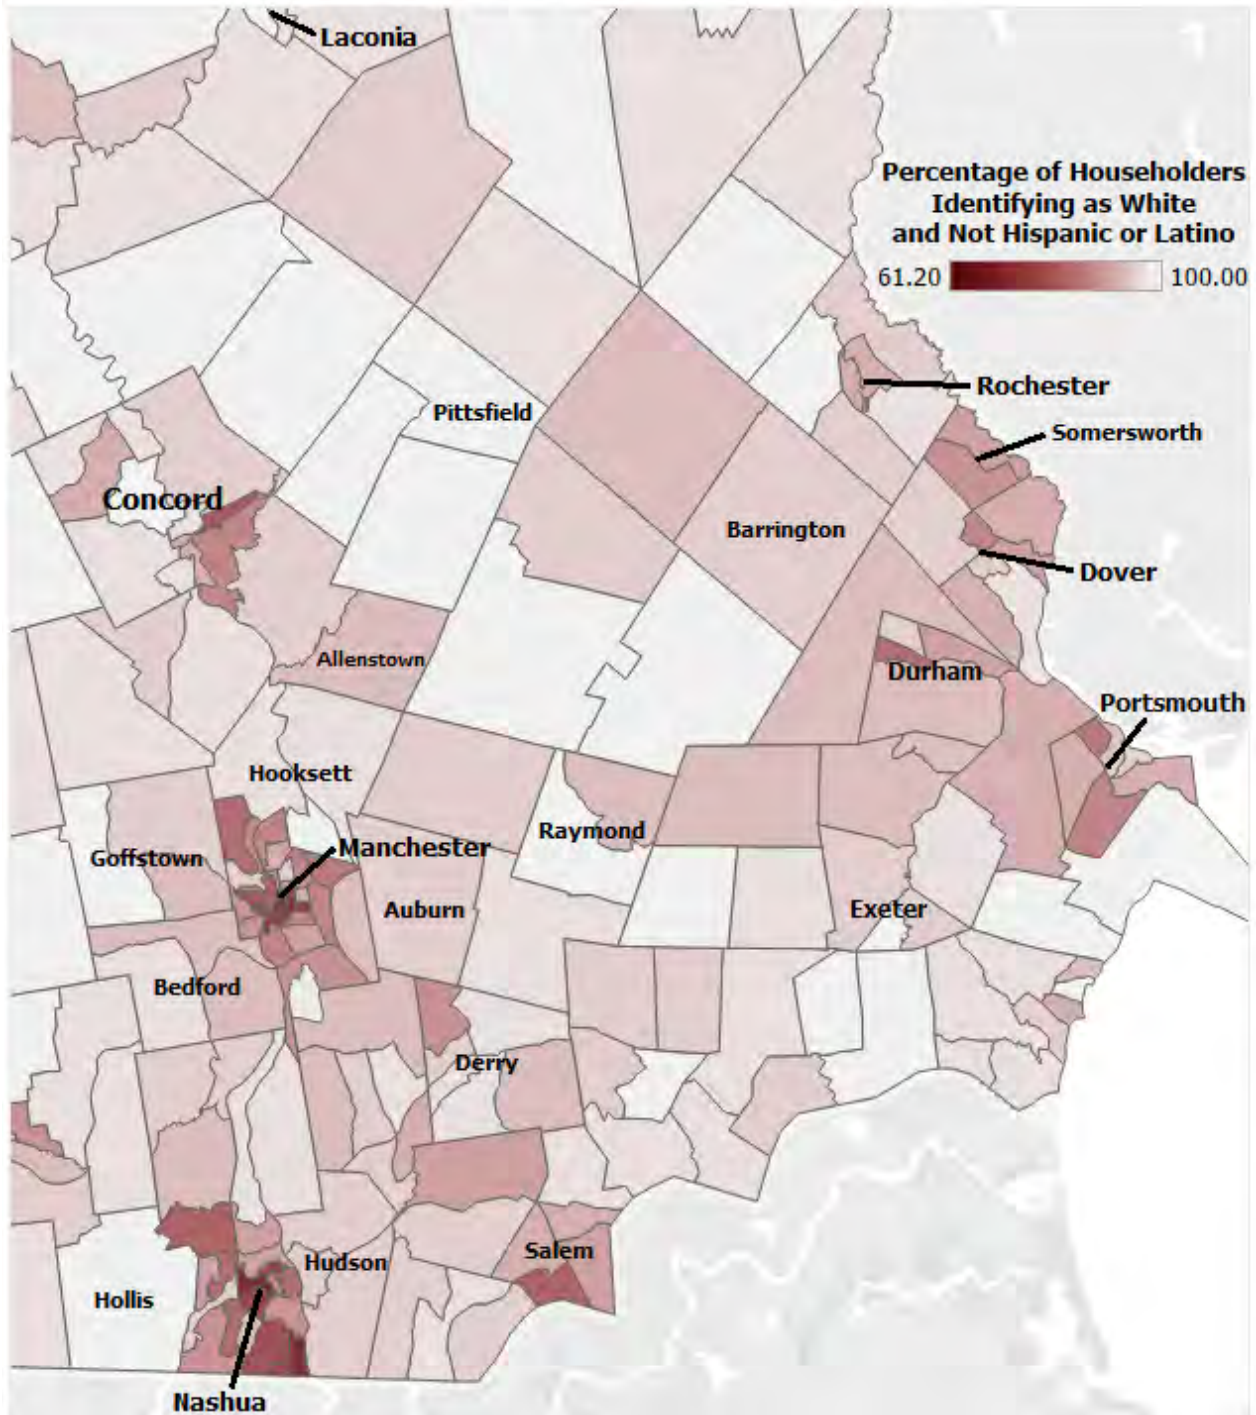 Laconia
Percentage of Householders
Identifying as White
and Not Hispanic or Latino
61.20
100.00
Rochester
Pittsfield
Somersworth
Concord
Barrington
Dover
Allenstown
Durham
Portsmouth
Hooksett
Raymond
Manchester
Goffstown
Auburn
Exeter
Bedford
Derry
Salem
Hudson
Hollis
Nashua